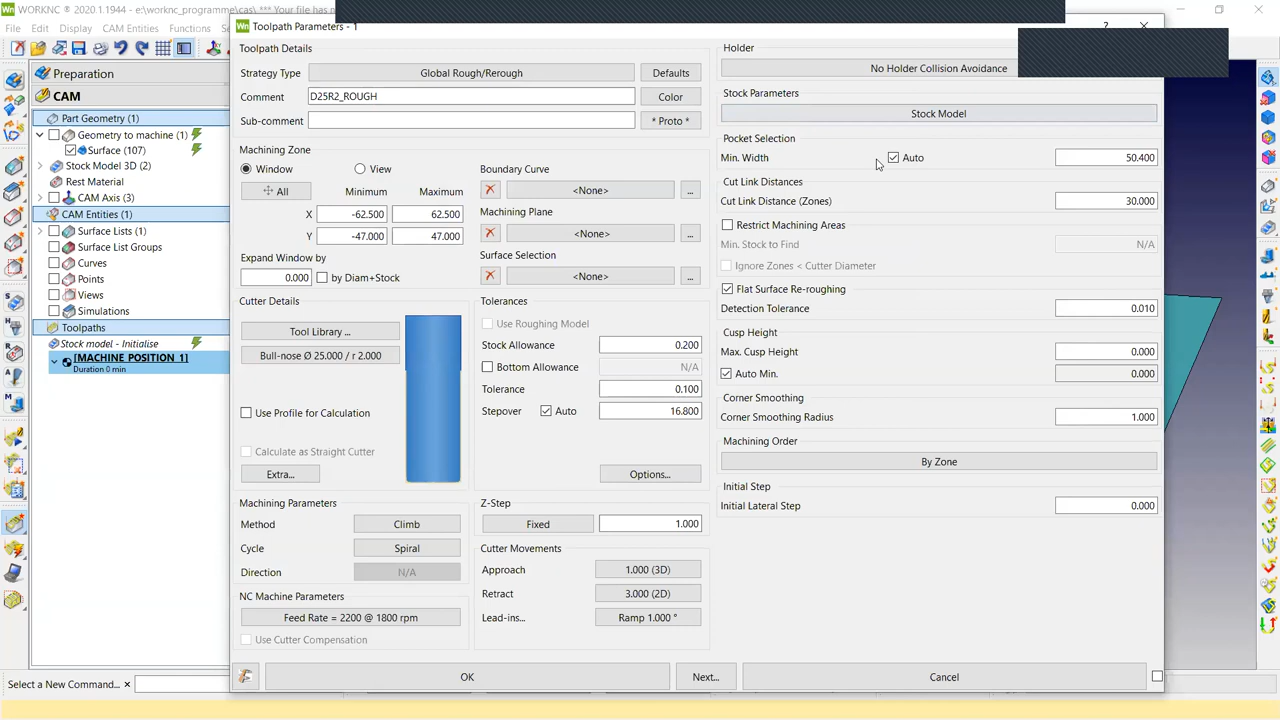 WORKNC ® 2020.1.1944 - e:\worknc_programme\cas\ *Your file has n
Toolpath Parameters - 1
?
File Edit Display CAM Entities Functions
Preparation
CAM
Part Geometry (1)
Geometry to machine (1)
Surface (107)
Stock Model 3D (2)
Rest Material
CAM Axis (3)
CAM Entities (1)
Surface Lists (1)
Surface List Groups
Curves
Points
Views
Simulations
Toolpaths
Stock model - Initialise
[MACHINE POSITION 1]
Duration 0 min
Select a New Command...
Toolpath Details
Strategy Type Global Rough/Rerough Defaults
Comment D25R2_ROUGH Color
Sub-comment * Proto *
Machining Zone
Window View
All Minimum Maximum
X -62.500 62.500
Y -47.000 47.000
Expand Window by
0.000 by Diam+Stock
Boundary Curve
<None> ...
Machining Plane
<None> ...
Surface Selection
<None> ...
Cutter Details
Tool Library ...
Bull-nose Ø 25.000 / r 2.000
Use Profile for Calculation
Calculate as Straight Cutter
Extra...
Tolerances
Use Roughing Model
Stock Allowance 0.200
Bottom Allowance N/A
Tolerance 0.100
Stepover Auto 16.800
Options...
Machining Parameters
Method Climb
Cycle Spiral
Direction N/A
Z-Step
Fixed 1.000
Cutter Movements
Approach 1.000 (3D)
Retract 3.000 (2D)
Lead-ins... Ramp 1.000 °
NC Machine Parameters
Feed Rate = 2200 @ 1800 rpm
Use Cutter Compensation
Holder
No Holder Collision Avoidance
Stock Parameters
Stock Model
Pocket Selection
Min. Width Auto 50.400
Cut Link Distances
Cut Link Distance (Zones) 30.000
Restrict Machining Areas
Min. Stock to Find N/A
Ignore Zones < Cutter Diameter
Flat Surface Re-roughing
Detection Tolerance 0.010
Cusp Height
Max. Cusp Height 0.000
Auto Min. 0.000
Corner Smoothing
Corner Smoothing Radius 1.000
Machining Order
By Zone
Initial Step
Initial Lateral Step 0.000
OK Next... Cancel